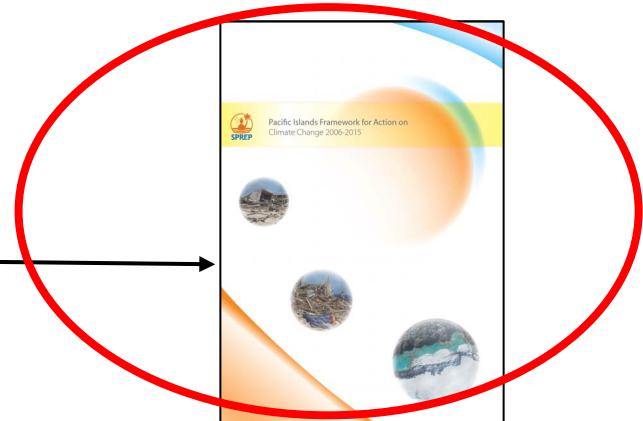 Pacific Islands Framework for Action on
Climate Change 2006-2015
SPREP